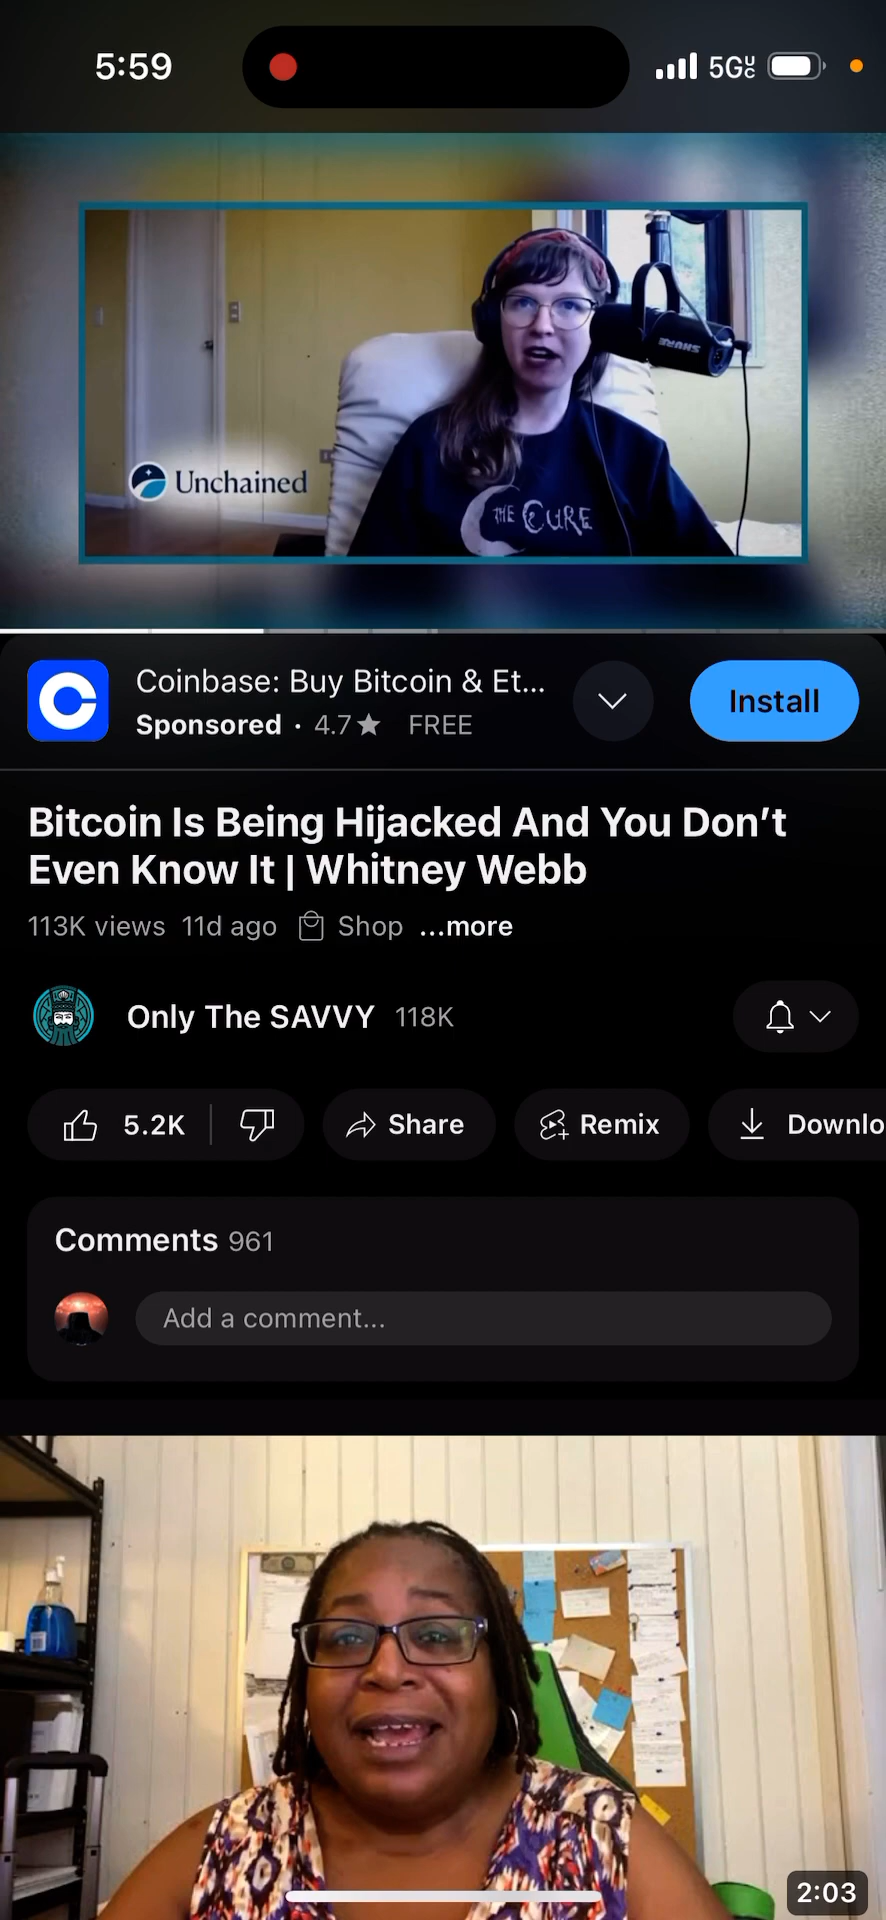 5:59
5GUC
Unchained
SHURE
THE CURE
Coinbase: Buy Bitcoin & Et...
Install
Sponsored · 4.7★ FREE
Bitcoin Is Being Hijacked And You Don’t
Even Know It | Whitney Webb
113K views 11d ago Shop ...more
Only The SAVVY 118K
5.2K Share Remix Downlo
Comments 961
Add a comment...
2:03